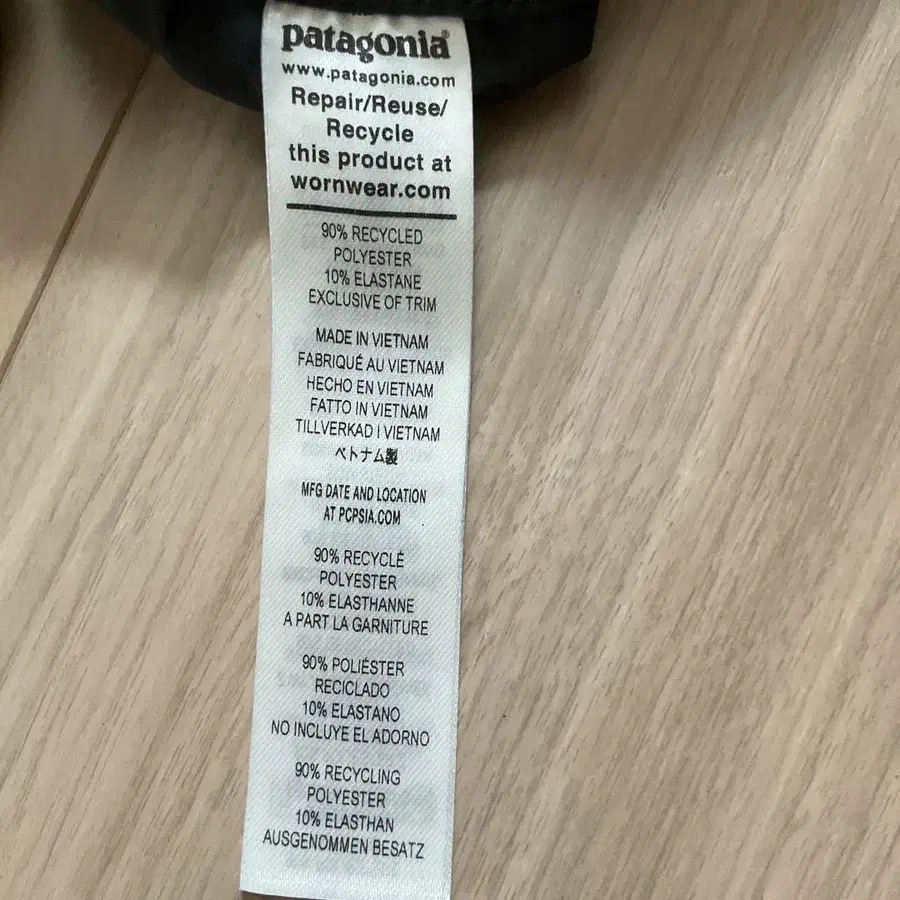 patagonia®
www.patagonia.com
Repair/Reuse/
Recycle
this product at
wornwear.com
90% RECYCLED
POLYESTER
10% ELASTANE
EXCLUSIVE OF TRIM
MADE IN VIETNAM
FABRIQUÉ AU VIETNAM
HECHO EN VIETNAM
FATTO IN VIETNAM
TILLVERKAD I VIETNAM
ベトナム製
MFG DATE AND LOCATION
AT PCPSIA.COM
90% RECYCLÉ
POLYESTER
10% ELASTHANNE
A PART LA GARNITURE
90% POLIÉSTER
RECICLADO
10% ELASTANO
NO INCLUYE EL ADORNO
90% RECYCLING
POLYESTER
10% ELASTHAN
AUSGENOMMEN BESATZ